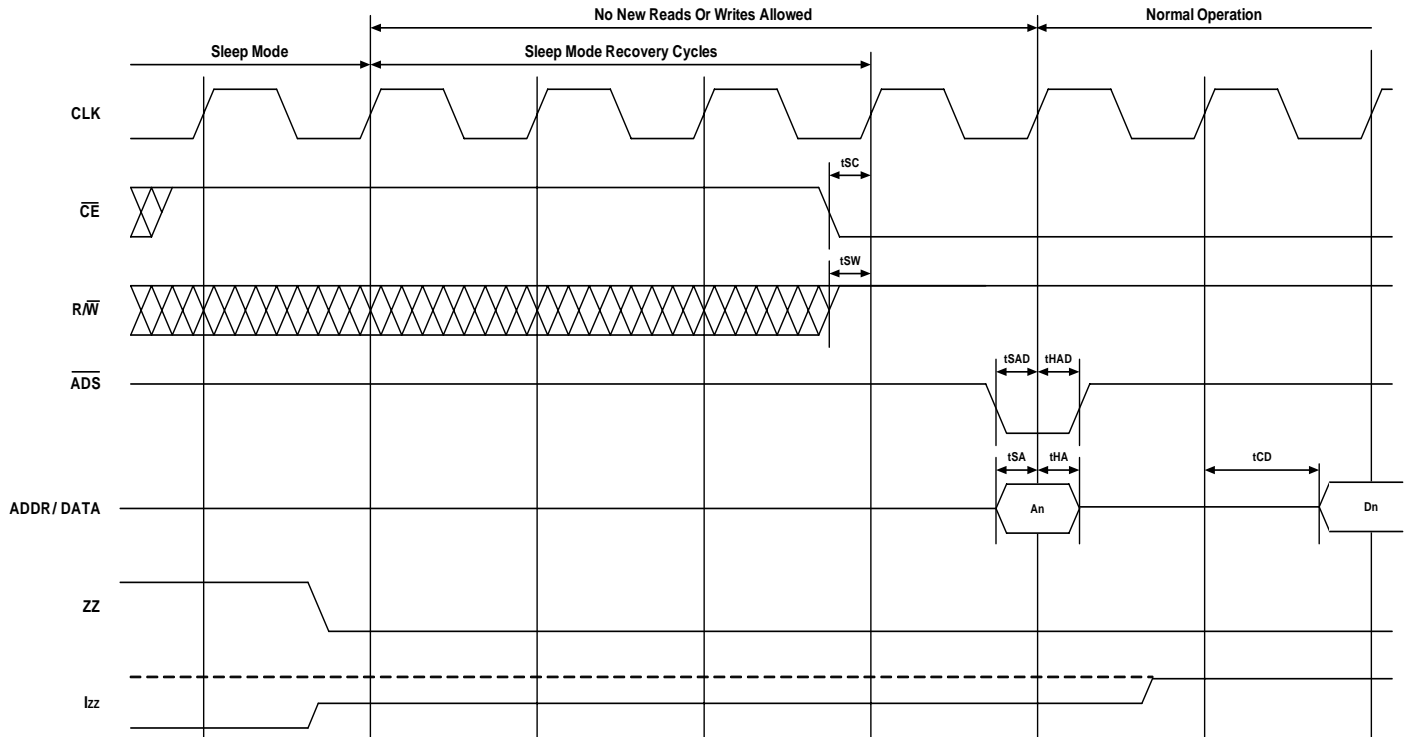 No New Reads Or Writes Allowed
Normal Operation
Sleep Mode
Sleep Mode Recovery Cycles
CLK
tSC
CE
tSW
R/W
tSAD
tHAD
ADS
tSA
tHA
tCD
ADDR/ DATA
An
Dn
ZZ
Izz